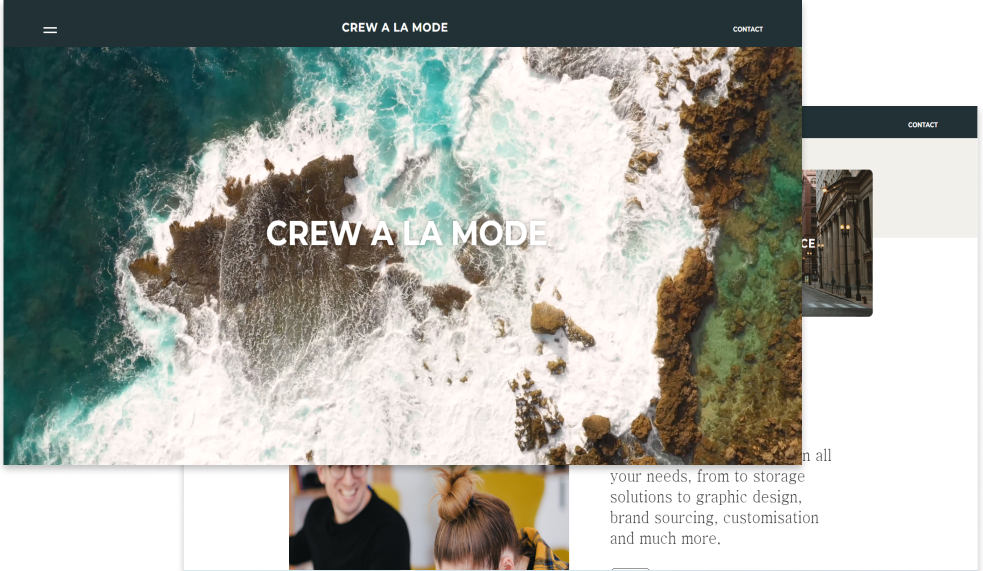 CREW A LA MODE
CONTACT
CREW A LA MODE
CONTACT
CE
n all
your needs, from to storage
solutions to graphic design,
brand sourcing, customisation
and much more.